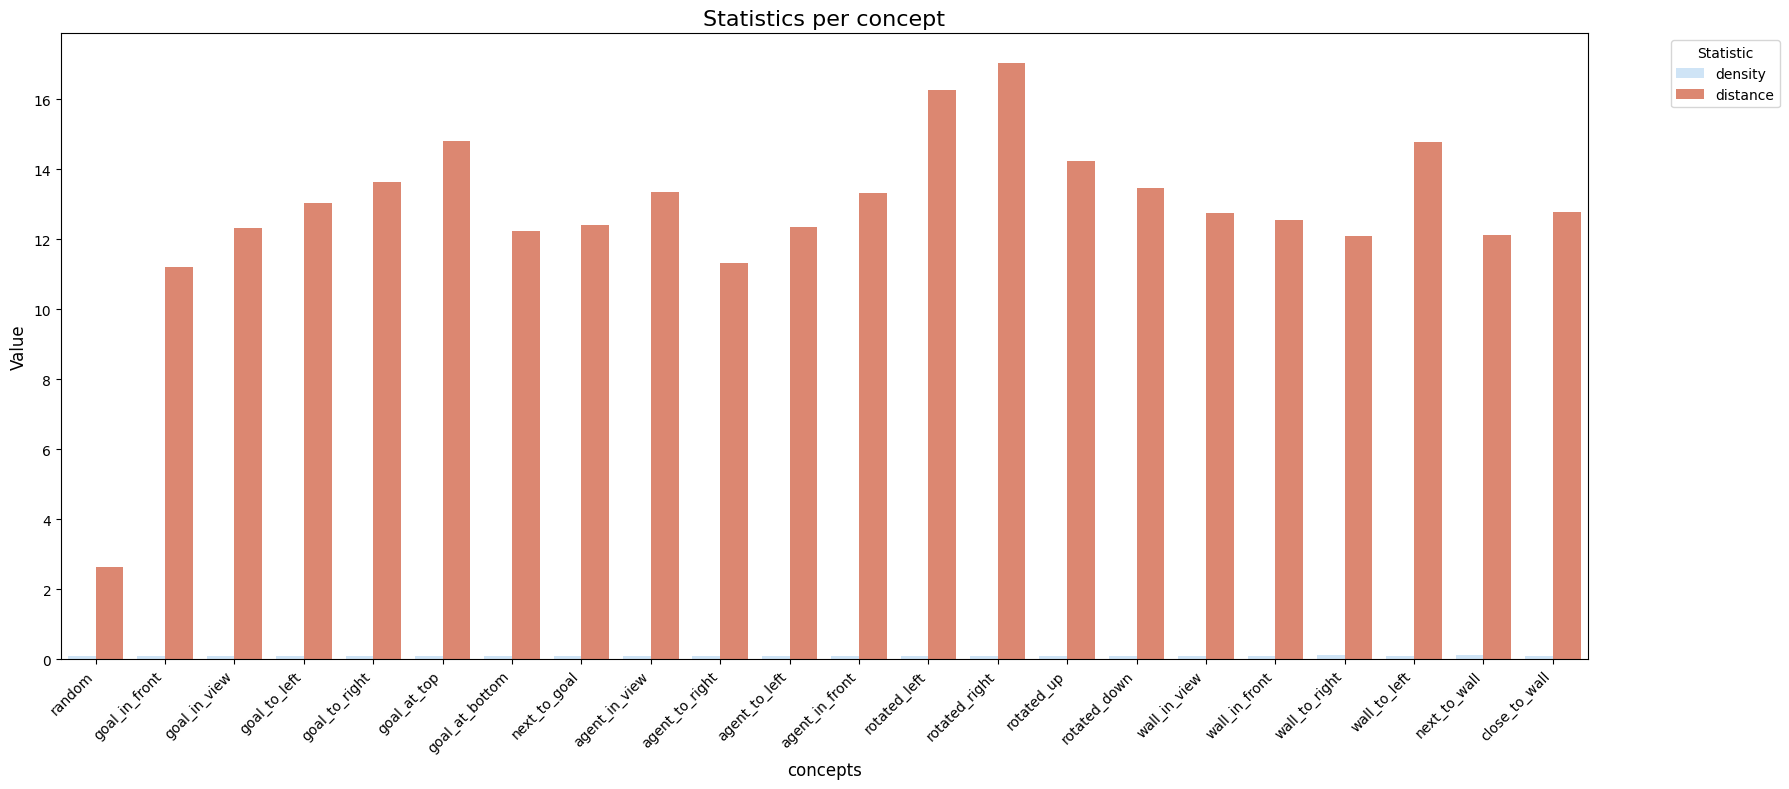 Statistics per concept
Statistic
density
distance
Value
16
14
12
10
8
6
4
2
0
random
goal_in_front
goal_in_view
goal_to_left
goal_to_right
goal_at_top
goal_at_bottom
next_to_goal
agent_in_view
agent_to_right
agent_to_left
agent_in_front
rotated_left
rotated_right
rotated_up
rotated_down
wall_in_view
wall_in_front
wall_to_right
wall_to_left
next_to_wall
close_to_wall
concepts